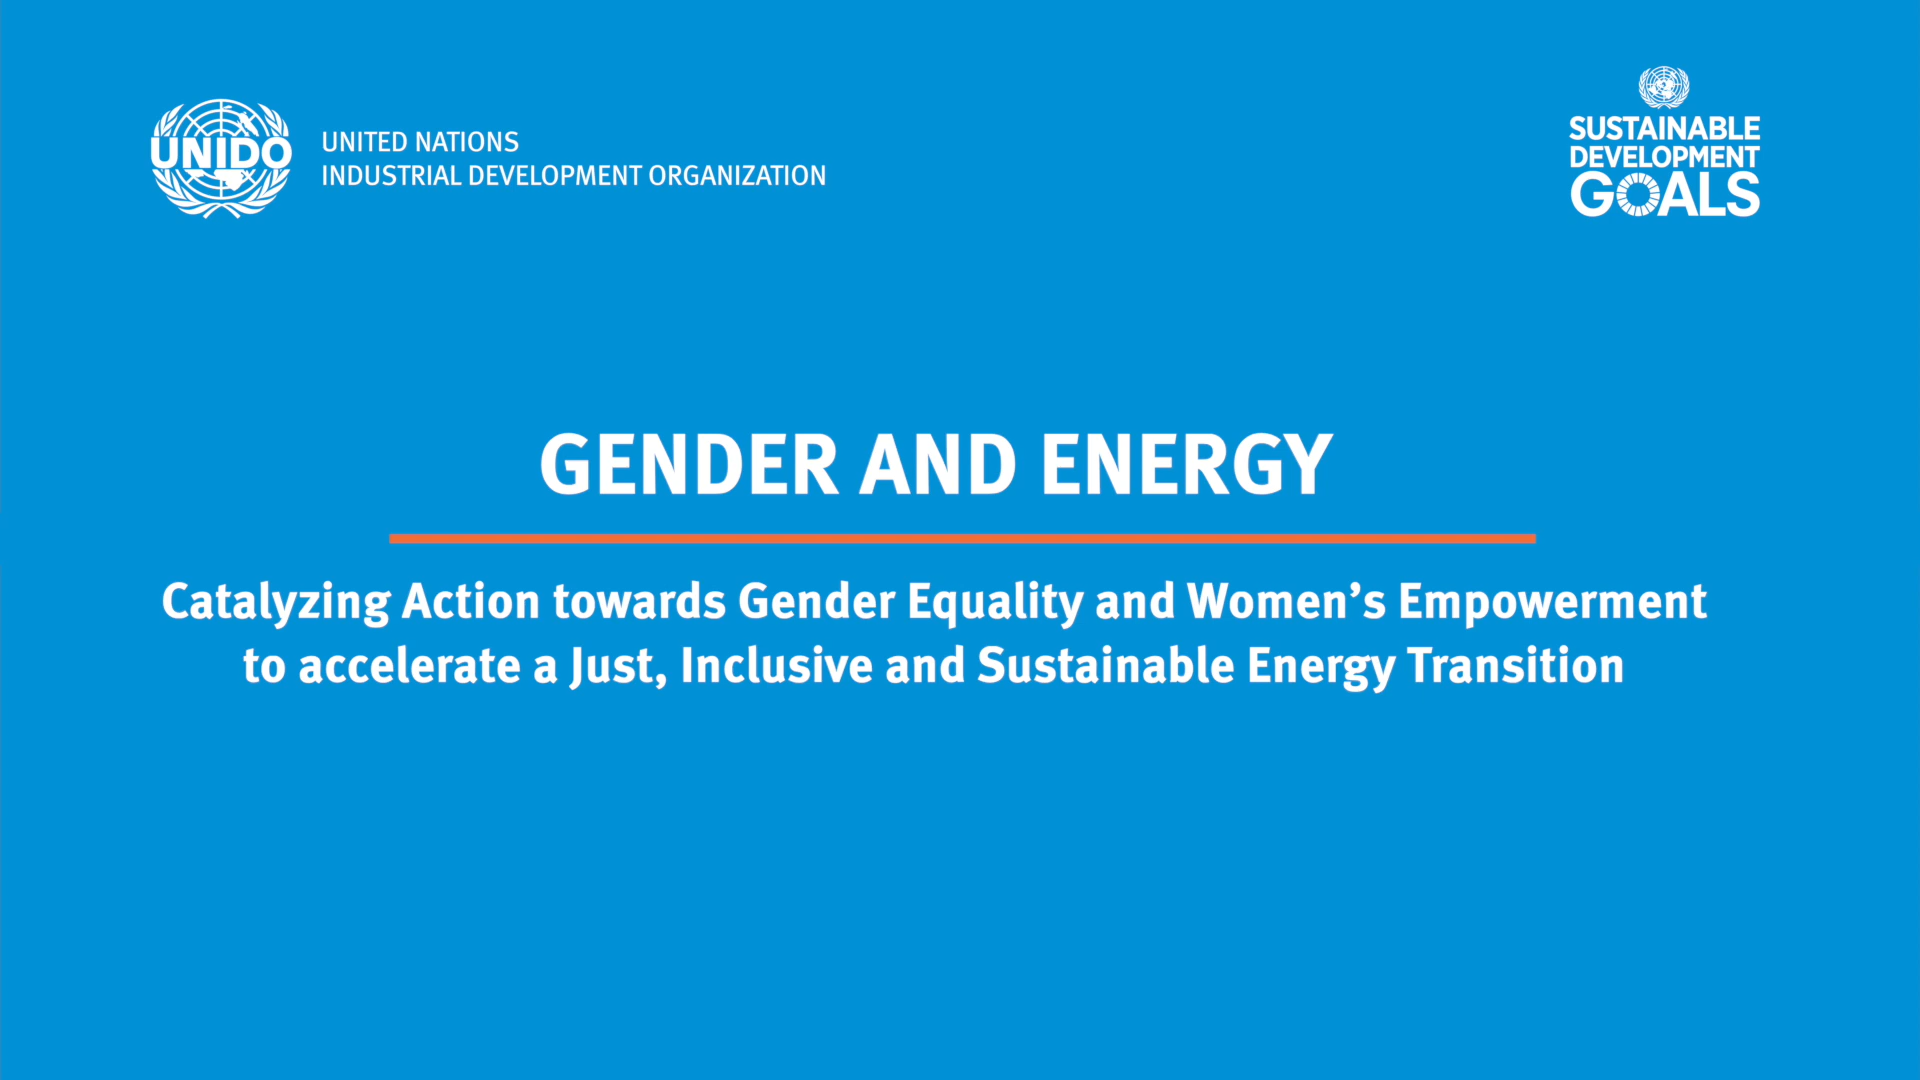 UNIDO
UNITED NATIONS
INDUSTRIAL DEVELOPMENT ORGANIZATION
SUSTAINABLE
DEVELOPMENT
GOALS
GENDER AND ENERGY
Catalyzing Action towards Gender Equality and Women’s Empowerment
to accelerate a Just, Inclusive and Sustainable Energy Transition